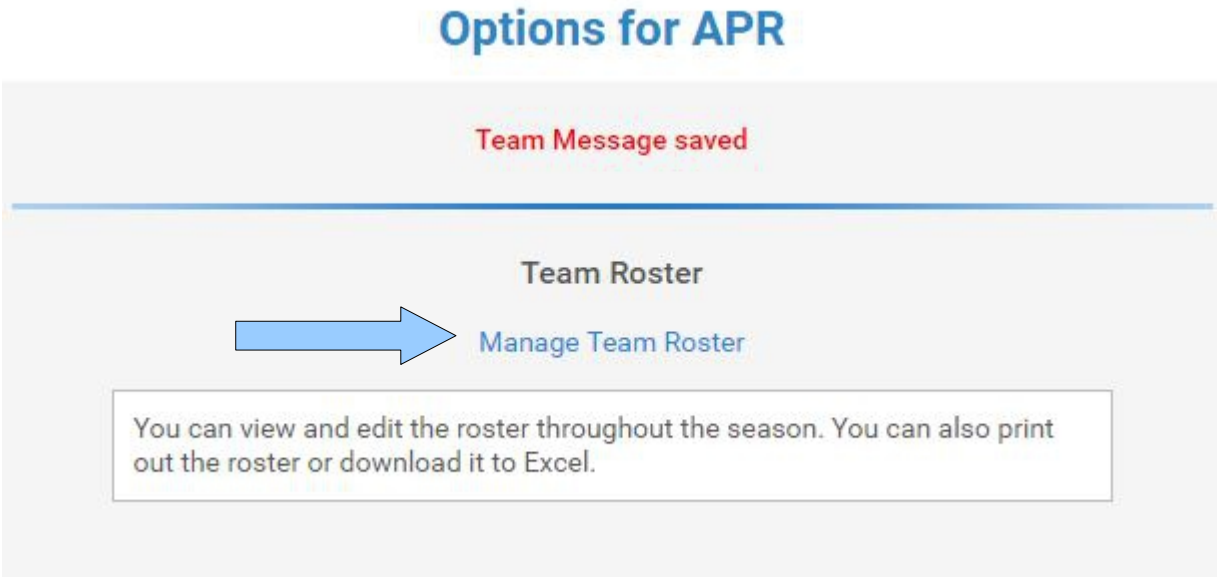 Options for APR
Team Message saved
Team Roster
Manage Team Roster
You can view and edit the roster throughout the season. You can also print
out the roster or download it to Excel.